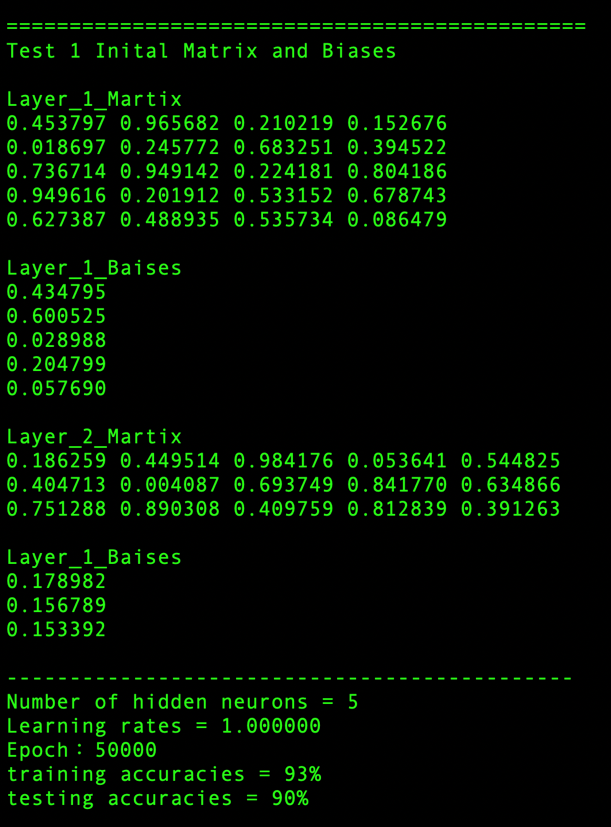 ==============================================
Test 1 Inital Matrix and Biases
Layer_1_Martix
0.453797 0.965682 0.210219 0.152676
0.018697 0.245772 0.683251 0.394522
0.736714 0.949142 0.224181 0.804186
0.949616 0.201912 0.533152 0.678743
0.627387 0.488935 0.535734 0.086479
Layer_1_Baises
0.434795
0.600525
0.028988
0.204799
0.057690
Layer_2_Martix
0.186259 0.449514 0.984176 0.053641 0.544825
0.404713 0.004087 0.693749 0.841770 0.634866
0.751288 0.890308 0.409759 0.812839 0.391263
Layer_1_Baises
0.178982
0.156789
0.153392
---------------------------------------------
Number of hidden neurons = 5
Learning rates = 1.000000
Epoch：50000
training accuracies = 93%
testing accuracies = 90%